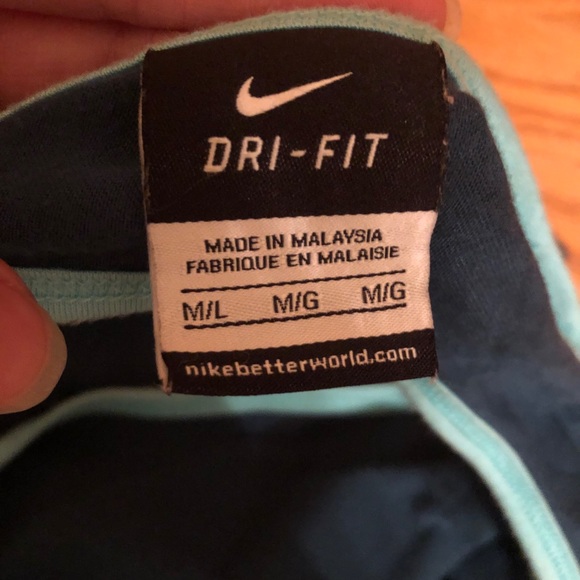 DRI-FIT
MADE IN MALAYSIA
FABRIQUE EN MALAISIE
M/L M/G M/G
nikebetterworld.com